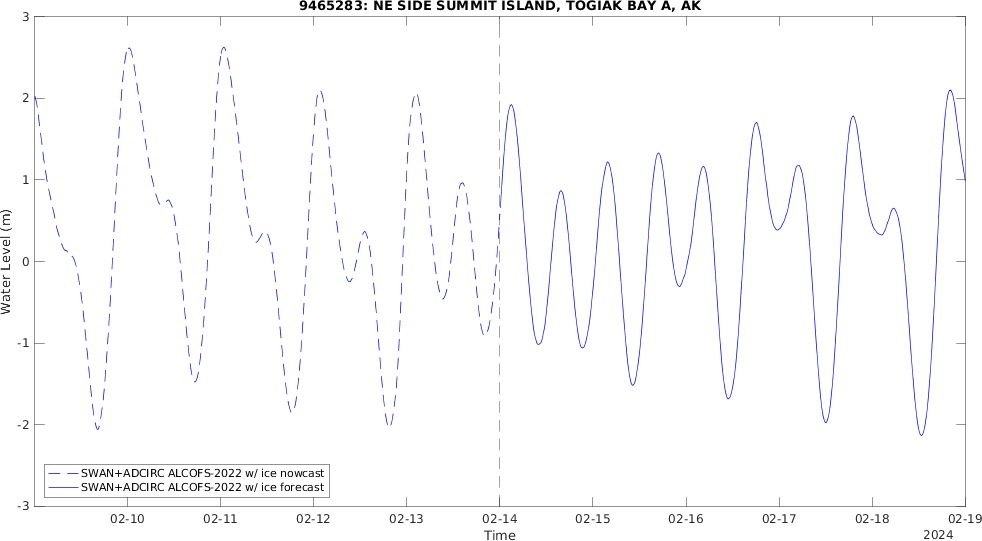 9465283: NE SIDE SUMMIT ISLAND, TOGIAK BAY A, AK
3
2
1
0
-1
-2
-3
Water Level (m)
SWAN+ADCIRC ALCOFS-2022 w/ ice nowcast
SWAN+ADCIRC ALCOFS-2022 w/ ice forecast
02-10 02-11 02-12 02-13 02-14 02-15 02-16 02-17 02-18 02-19
Time
2024